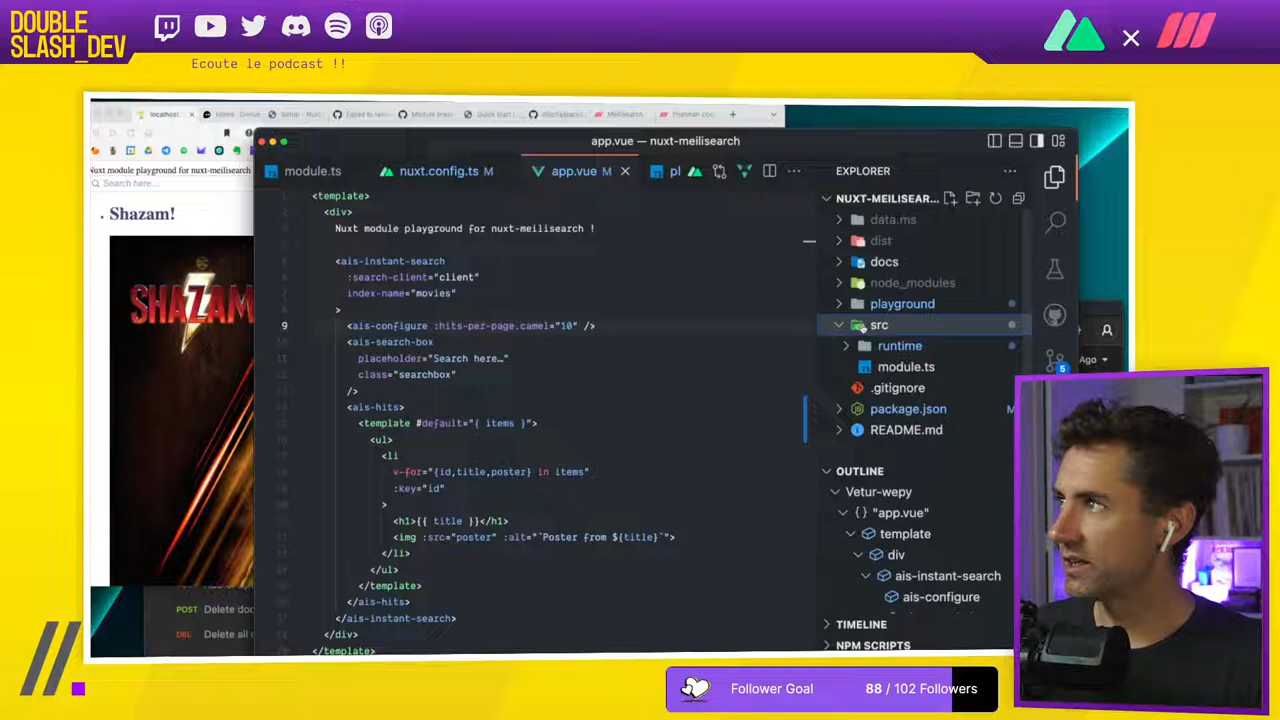 DOUBLE
SLASH_DEV
Ecoute le podcast !!
localhost
Meilisearch
app.vue — nuxt-meilisearch
module.ts
nuxt.config.ts M
app.vue M
pl
Nuxt module playground for nuxt-meilisearch
Search here...
Shazam!
SHAZAM
<template>
<div>
Nuxt module playground for nuxt-meilisearch !
<ais-instant-search
:search-client="client"
index-name="movies"
>
9 <ais-configure :hits-per-page.camel="10" />
<ais-search-box
placeholder="Search here…"
class="searchbox"
/>
<ais-hits>
<template #default="{ items }">
<ul>
<li
v-for="{id,title,poster} in items"
:key="id"
>
<h1>{{ title }}</h1>
<img :src="poster" :alt="`Poster from ${title}`">
</li>
</ul>
</template>
</ais-hits>
</ais-instant-search>
</div>
</template>
EXPLORER
NUXT-MEILISEAR...
data.ms
dist
docs
node_modules
playground
src
runtime
module.ts
.gitignore
package.json M
README.md
OUTLINE
Vetur-wepy
{} "app.vue"
template
div
ais-instant-search
ais-configure
TIMELINE
NPM SCRIPTS
5
Ago
POST Delete doc
DEL Delete all
Follower Goal 88 / 102 Followers